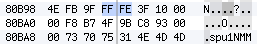 80B98 4E FB 9F FF FE 3F 10 00 N....?..
80BA0 00 F8 B7 4F 9B C8 93 00 ...O....
80BA8 00 73 70 75 31 4E 4D 4D .spu1NMM